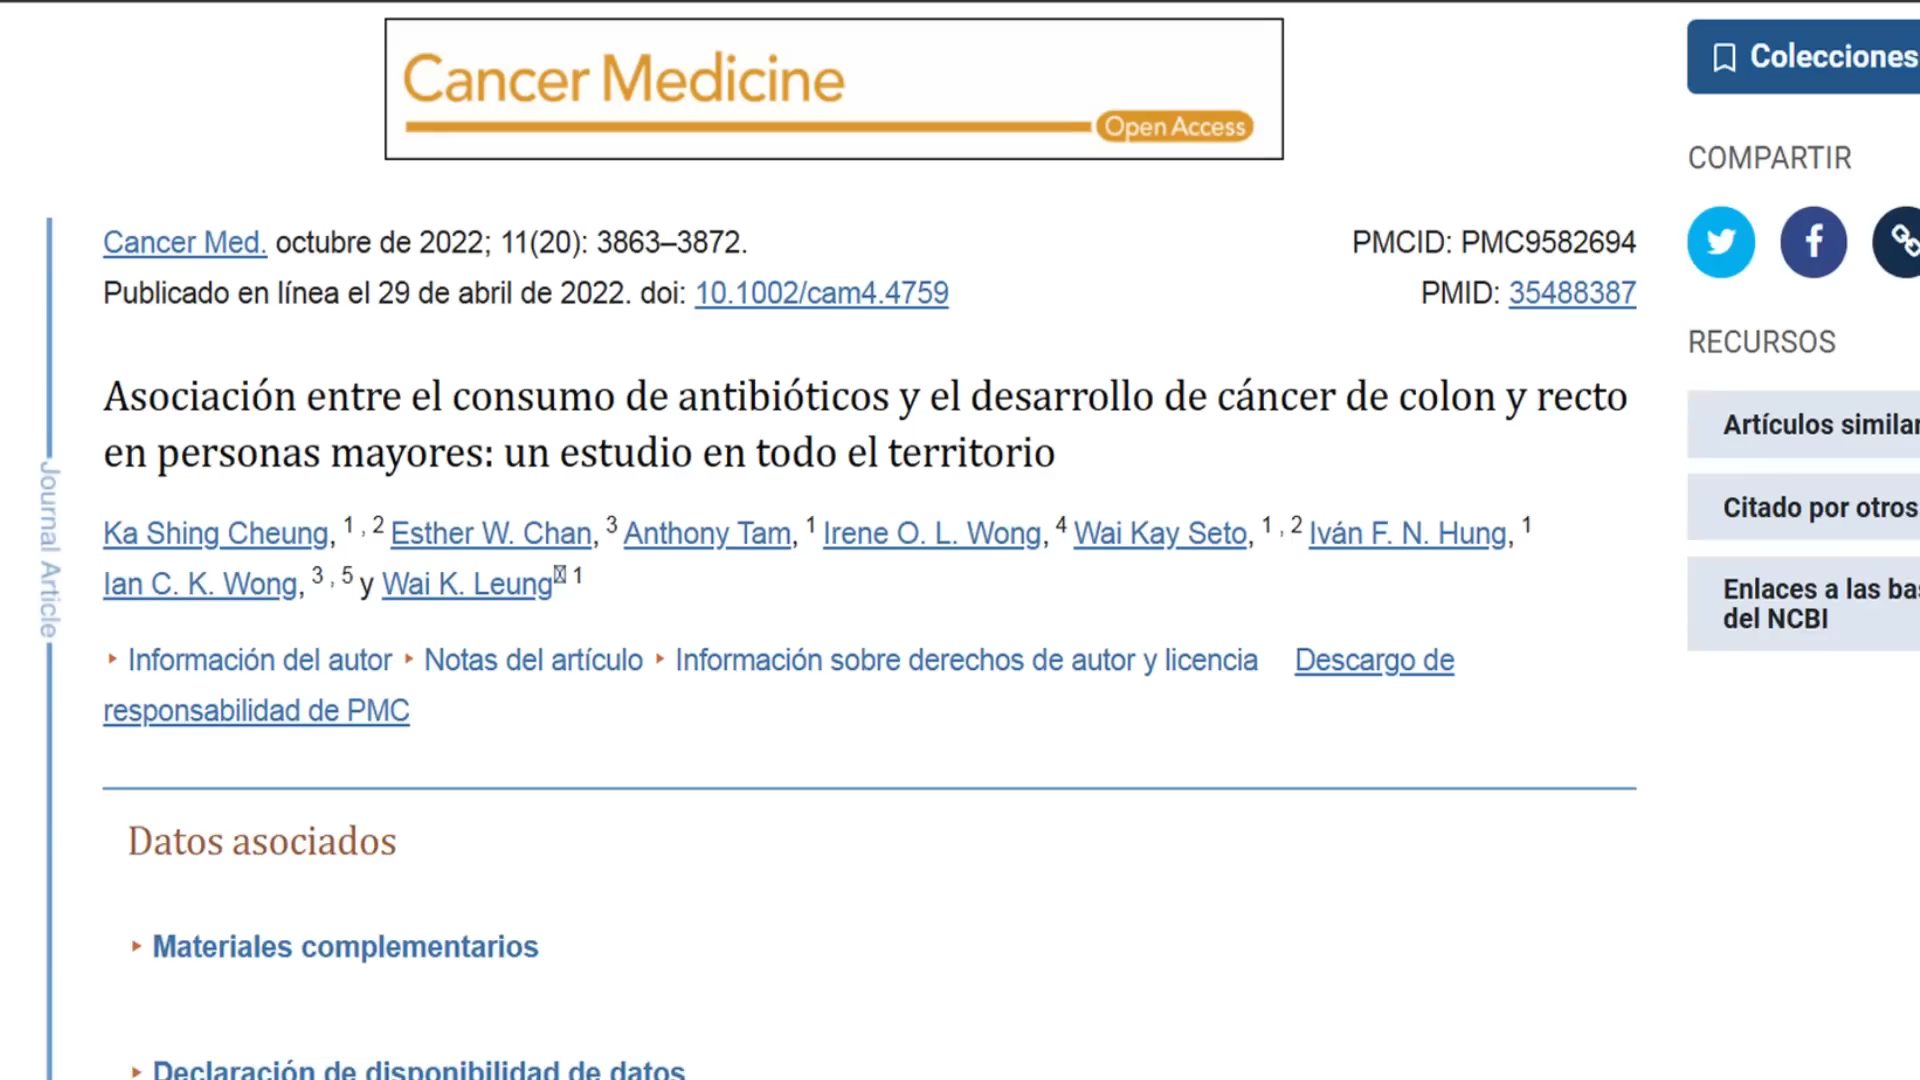 Cancer Medicine
Open Access
Colecciones
COMPARTIR
Cancer Med. octubre de 2022; 11(20): 3863–3872.
PMCID: PMC9582694
Publicado en línea el 29 de abril de 2022. doi: 10.1002/cam4.4759
PMID: 35488387
RECURSOS
Asociación entre el consumo de antibióticos y el desarrollo de cáncer de colon y recto
en personas mayores: un estudio en todo el territorio
Artículos similar
Citado por otros
Enlaces a las bas
del NCBI
Journal Article
Ka Shing Cheung, 1 , 2 Esther W. Chan, 3 Anthony Tam, 1 Irene O. L. Wong, 4 Wai Kay Seto, 1 , 2 Iván F. N. Hung, 1
Ian C. K. Wong, 3 , 5 y Wai K. Leung 1
Información del autor ‣ Notas del artículo ‣ Información sobre derechos de autor y licencia Descargo de
responsabilidad de PMC
Datos asociados
Materiales complementarios
Declaración de disponibilidad de datos